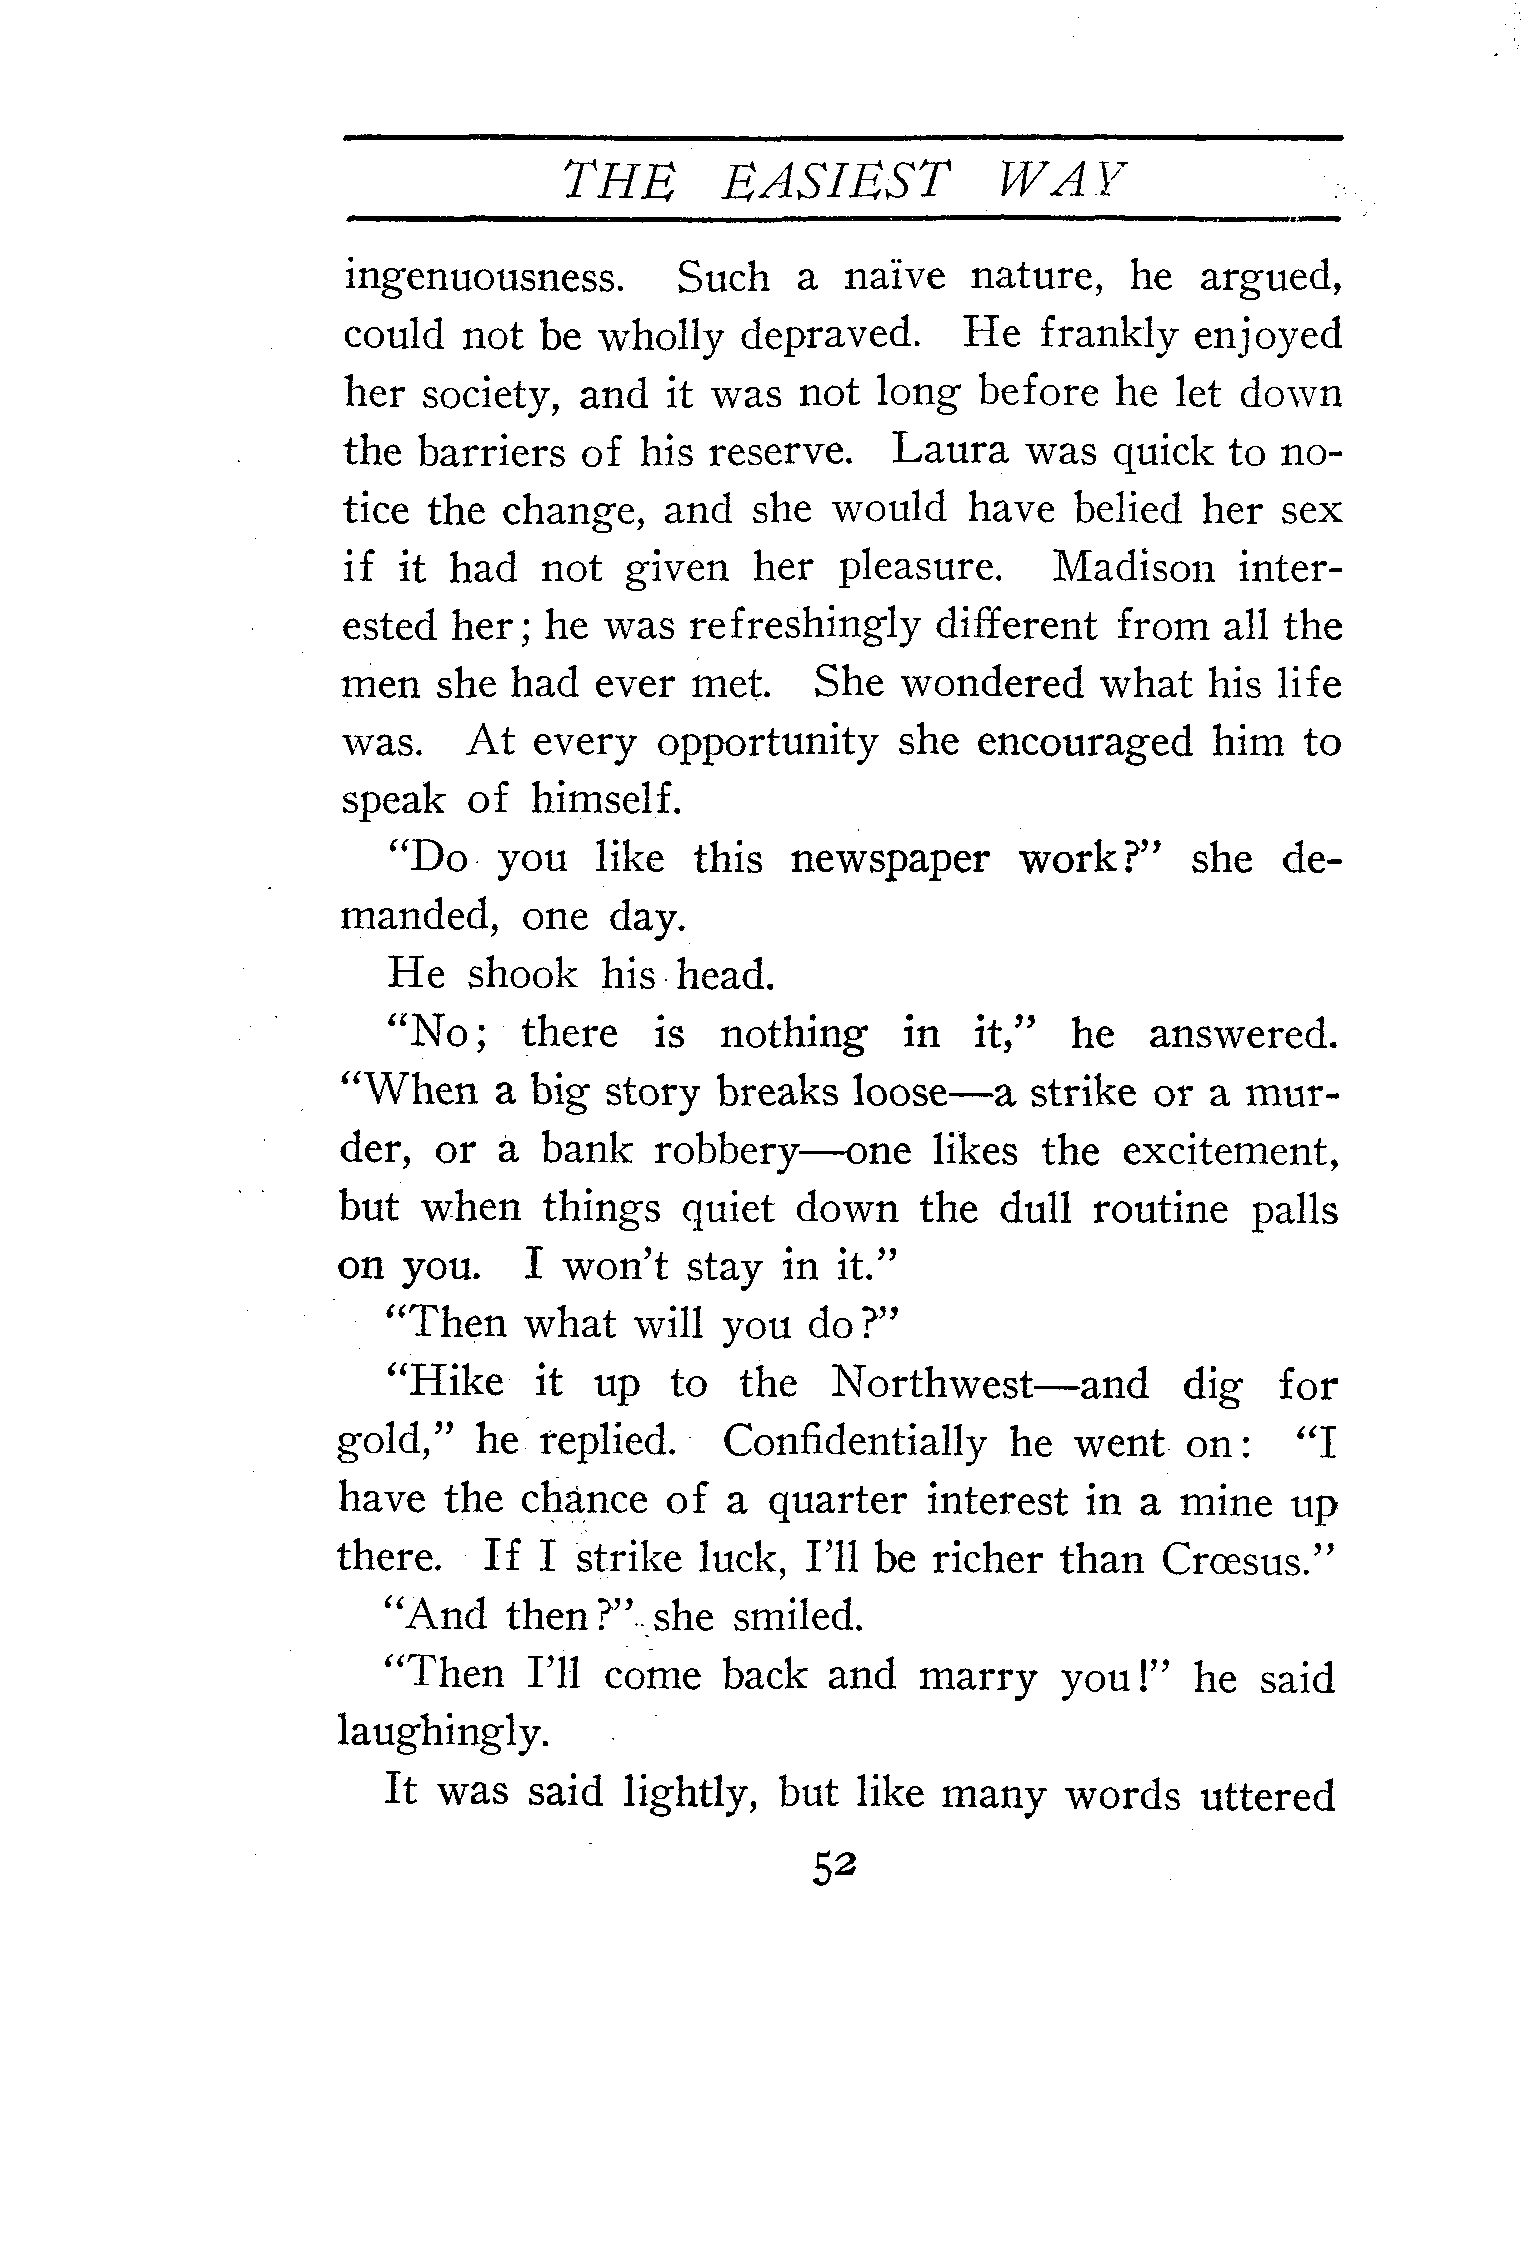 THE EASIEST WAY
ingenuousness. Such a naïve nature, he argued,
could not be wholly depraved. He frankly enjoyed
her society, and it was not long before he let down
the barriers of his reserve. Laura was quick to no-
tice the change, and she would have belied her sex
if it had not given her pleasure. Madison inter-
ested her; he was refreshingly different from all the
men she had ever met. She wondered what his life
was. At every opportunity she encouraged him to
speak of himself.
“Do you like this newspaper work?” she de-
manded, one day.
He shook his head.
“No; there is nothing in it,” he answered.
“When a big story breaks loose—a strike or a mur-
der, or a bank robbery—one likes the excitement,
but when things quiet down the dull routine palls
on you. I won’t stay in it.”
“Then what will you do?”
“Hike it up to the Northwest—and dig for
gold,” he replied. Confidentially he went on: “I
have the chance of a quarter interest in a mine up
there. If I strike luck, I’ll be richer than Crœsus.”
“And then?” she smiled.
“Then I’ll come back and marry you!” he said
laughingly.
It was said lightly, but like many words uttered
52